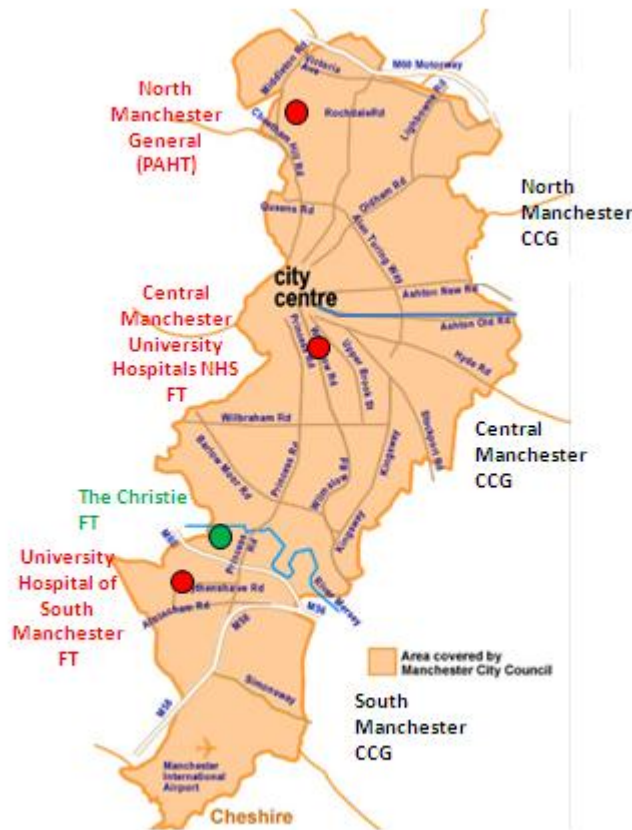 Middleton Rd
Victoria
Ave
M60 Motorway
North
Manchester
General
(PAHT)
Cheetham Hill Rd
Rochdale Rd
Lightbowne Rd
Queens Rd
Oldham Rd
Alan Turing Way
North
Manchester
CCG
city
centre
Central
Manchester
University
Hospitals NHS
FT
Ashton New Rd
Ashton Old Rd
Hyde Rd
Princess Rd
Upper Brook St
Stockport Rd
Kingsway
Wilbraham Rd
Barlow Moor Rd
Princess Rd
Wilmslow Rd
Central
Manchester
CCG
The Christie
FT
M60
Princess
Rd
Kingsway
River Mersey
University
Hospital of
South
Manchester
FT
Altrincham Rd
M56
M56
Area covered by
Manchester City Council
Simonsway
South
Manchester
CCG
M56
Manchester
International
Airport
Cheshire